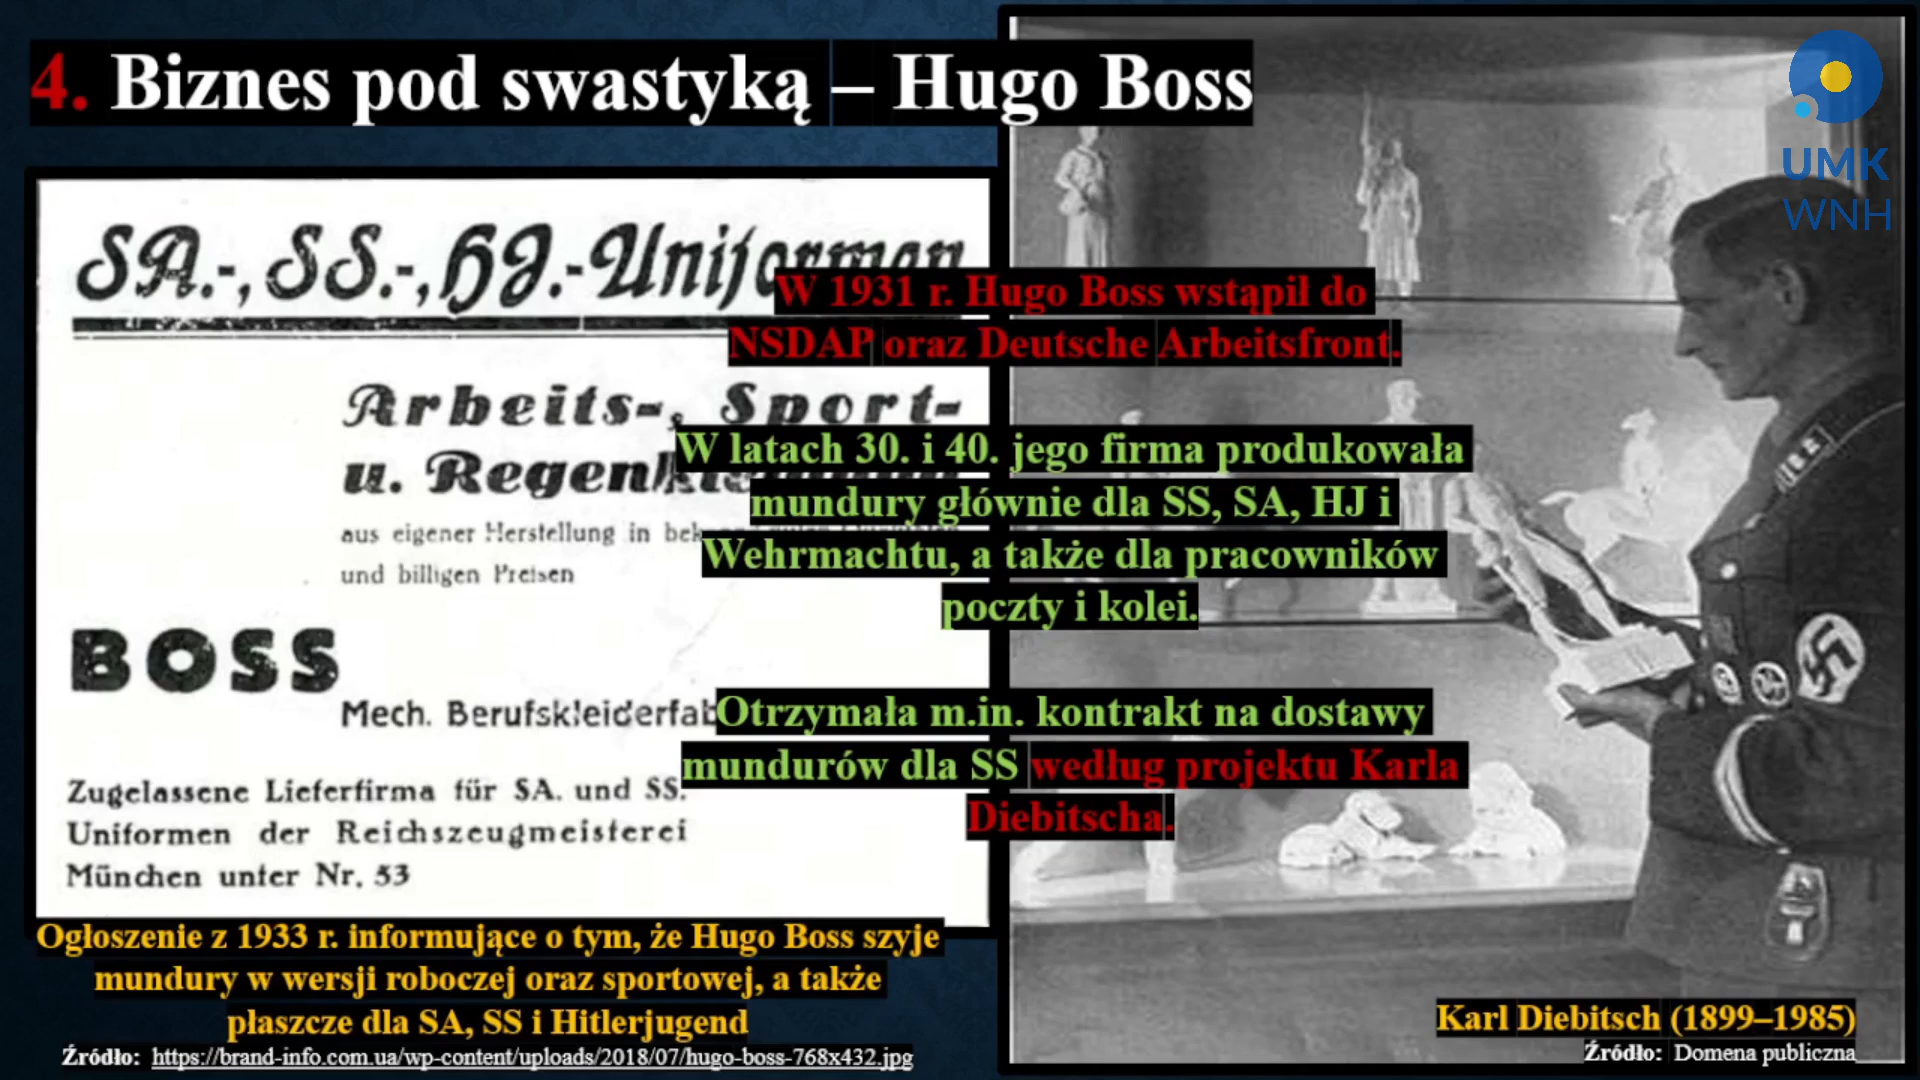 4. Biznes pod swastyką – Hugo Boss
UMK
WNH
SA.-, SS.-, HJ.-Uniformen
W 1931 r. Hugo Boss wstąpił do
NSDAP oraz Deutsche Arbeitsfront.
Arbeits-, Sport-
u. Regenkleidung
aus eigener Herstellung in
und billigen Preisen
W latach 30. i 40. jego firma produkowała
mundury głównie dla SS, SA, HJ i
Wehrmachtu, a także dla pracowników
poczty i kolei.
BOSS
Mech. Berufskleiderfab
Otrzymała m.in. kontrakt na dostawy
mundurów dla SS według projektu Karla
Diebitscha.
Zugelassene Lieferfirma für SA. und SS.
Uniformen der Reichszeugmeisterei
München unter Nr. 53
Ogłoszenie z 1933 r. informujące o tym, że Hugo Boss szyje
mundury w wersji roboczej oraz sportowej, a także
płaszcze dla SA, SS i Hitlerjugend
Źródło: https://brand-info.com.ua/wp-content/uploads/2018/07/hugo-boss-768x432.jpg
Karl Diebitsch (1899–1985)
Źródło: Domena publiczna